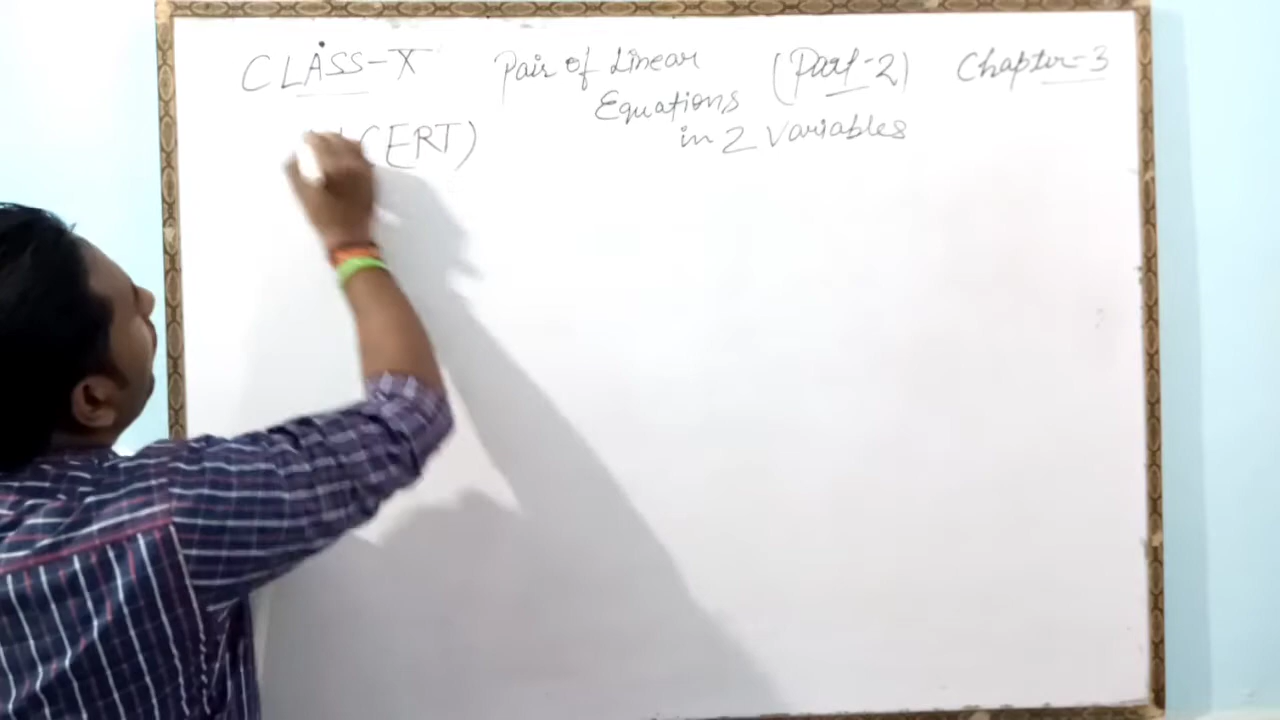 CLASS-X Pair of Linear (Part-2) Chapter-3
Equations
in 2 Variables
CERT)